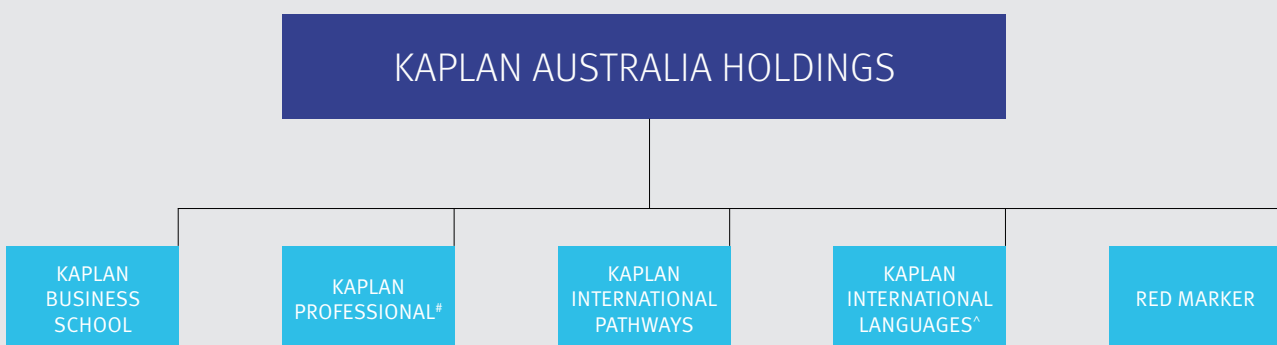 KAPLAN AUSTRALIA HOLDINGS
KAPLAN
BUSINESS
SCHOOL
KAPLAN
PROFESSIONAL#
KAPLAN
INTERNATIONAL
PATHWAYS
KAPLAN
INTERNATIONAL
LANGUAGES^
RED MARKER